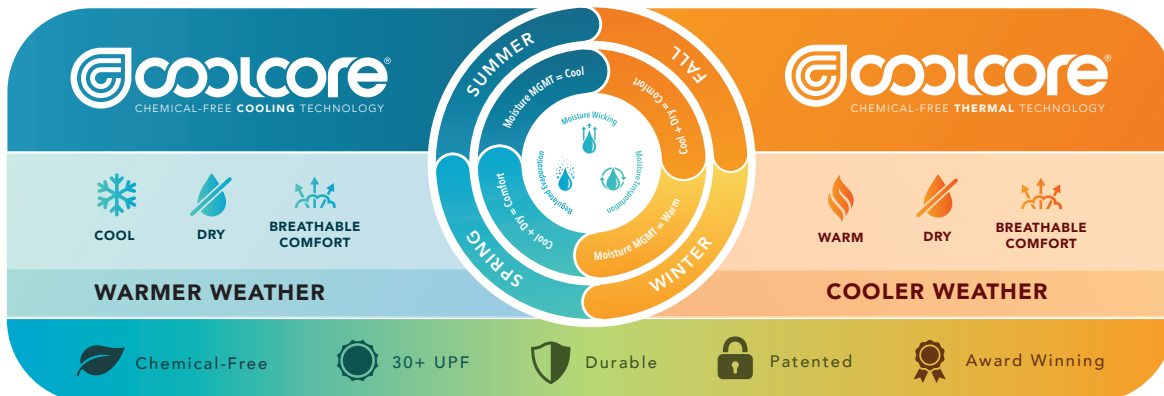 coolcore®
CHEMICAL-FREE COOLING TECHNOLOGY
COOL
DRY
BREATHABLE
COMFORT
WARMER WEATHER
SUMMER
FALL
WINTER
SPRING
Moisture MGMT = Cool
Cool + Dry = Comfort
Moisture MGMT = Warm
Cool + Dry = Comfort
Moisture Wicking
Moisture Trnsportation
Regulated Evaporation
coolcore®
CHEMICAL-FREE THERMAL TECHNOLOGY
WARM
DRY
BREATHABLE
COMFORT
COOLER WEATHER
Chemical-Free
30+ UPF
Durable
Patented
Award Winning